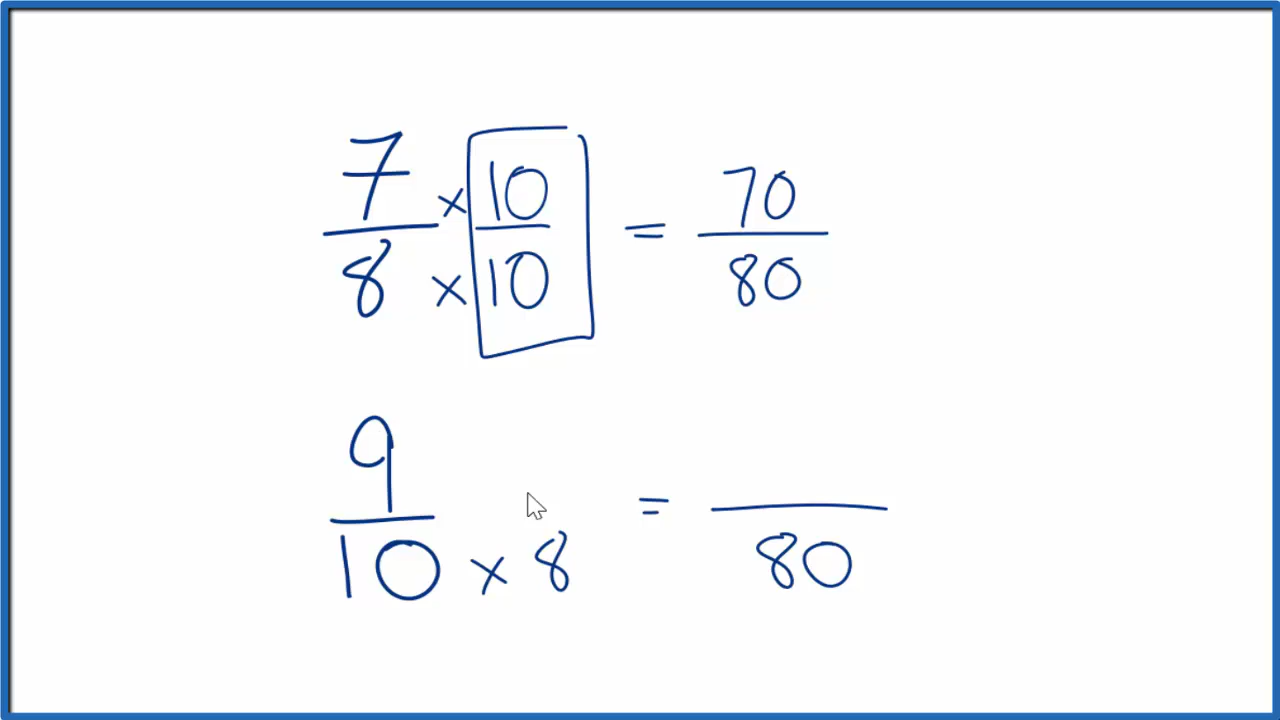 7 × 10 = 70
8 × 10 80
9 =
10 × 8 80